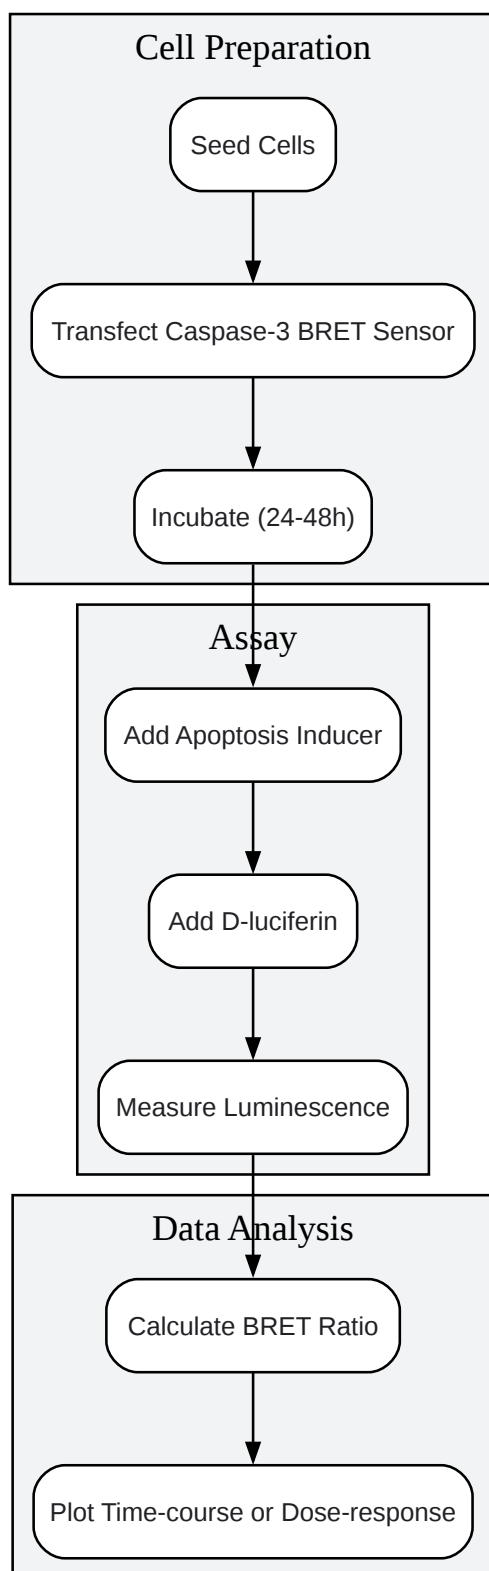 Cell Preparation
Seed Cells
Transfect Caspase-3 BRET Sensor
Incubate (24-48h)
Assay
Add Apoptosis Inducer
Add D-luciferin
Measure Luminescence
Data Analysis
Calculate BRET Ratio
Plot Time-course or Dose-response